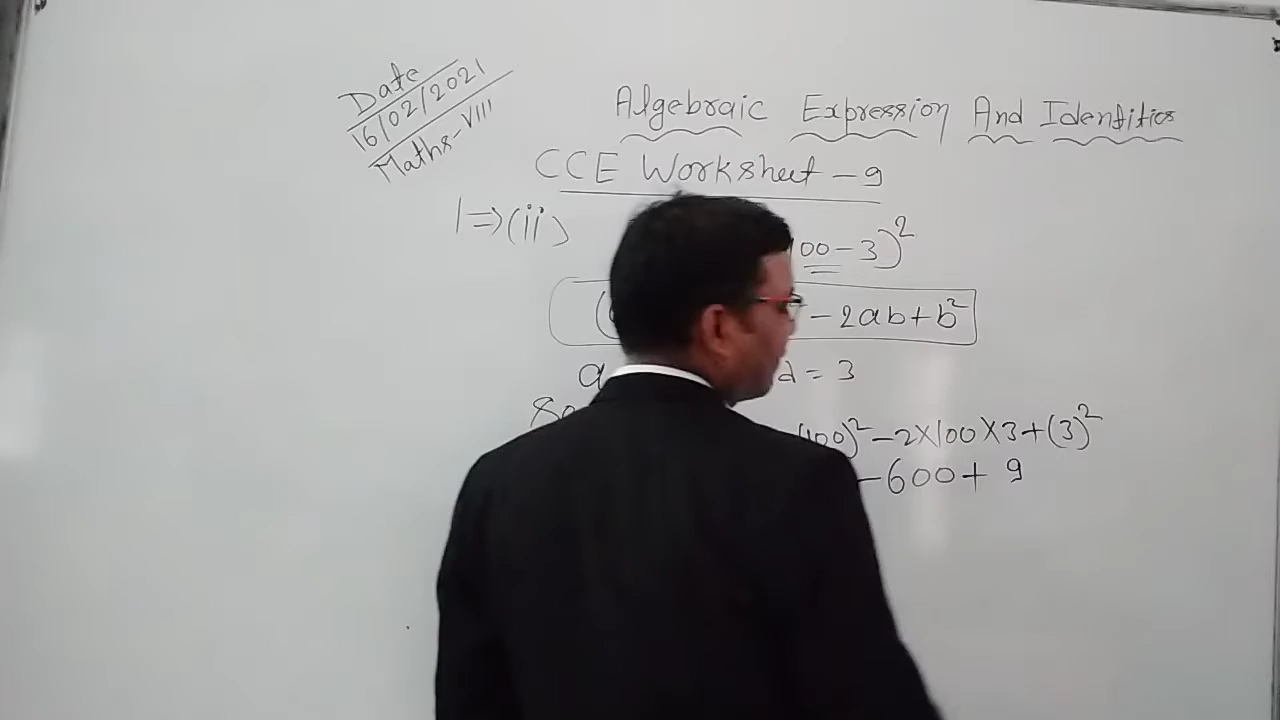 Date
16/02/2021
Maths-VIII
Algebraic Expression And Identities
CCE Worksheet - 9
1⇒(ii) 00-3)²
( - 2ab+b²
a = 3
So 100)²-2×100×3+(3)²
-600+ 9